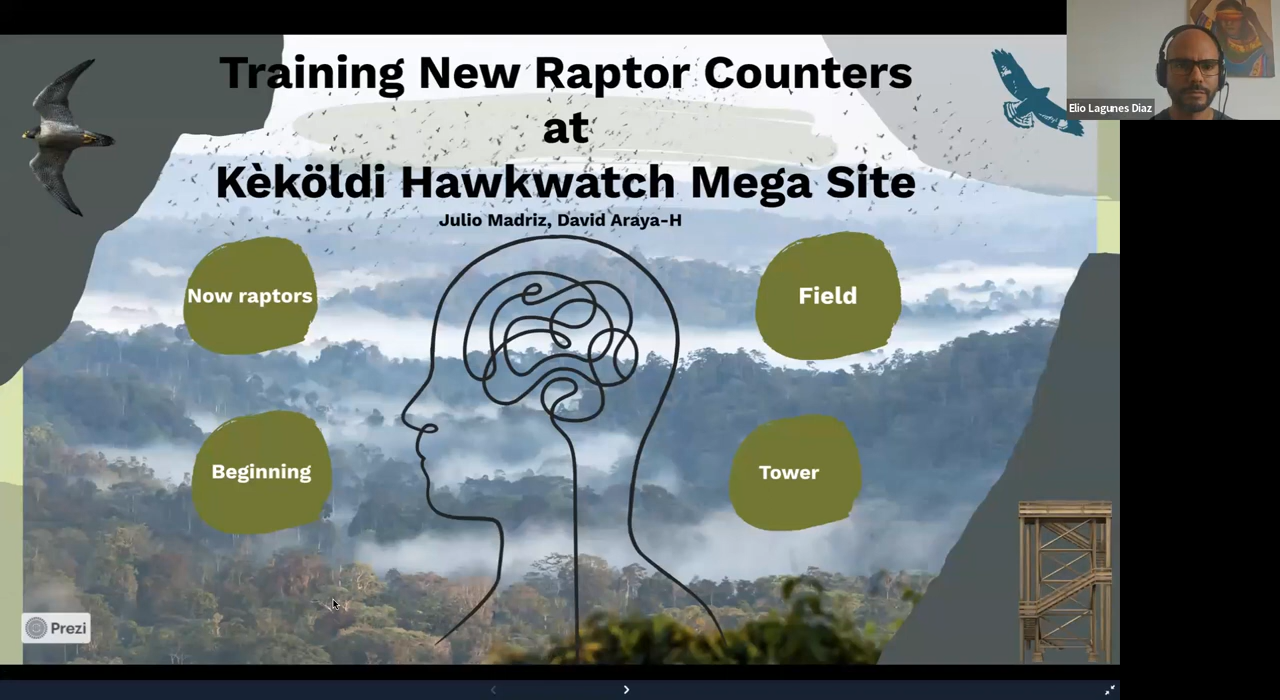 Training New Raptor Counters
at
Kèköldi Hawkwatch Mega Site
Julio Madriz, David Araya-H
Elio Lagunes Diaz
Now raptors
Field
Beginning
Tower
Prezi